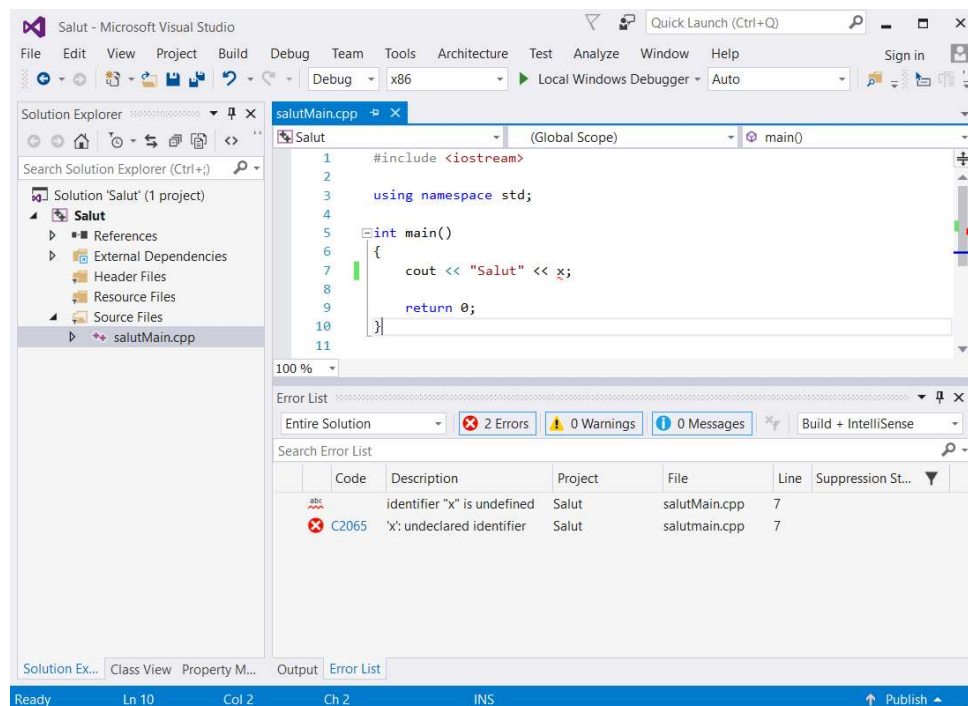 Salut - Microsoft Visual Studio
Quick Launch (Ctrl+Q)
File Edit View Project Build Debug Team Tools Architecture Test Analyze Window Help Sign in
Debug x86 Local Windows Debugger Auto
Solution Explorer
Search Solution Explorer (Ctrl+;)
Solution 'Salut' (1 project)
Salut
References
External Dependencies
Header Files
Resource Files
Source Files
salutMain.cpp
salutMain.cpp
Salut (Global Scope) main()
1 #include <iostream>
2
3 using namespace std;
4
5 int main()
6 {
7 cout << "Salut" << x;
8
9 return 0;
10 }
11
100 %
Error List
Entire Solution 2 Errors 0 Warnings 0 Messages Build + IntelliSense
Search Error List
Code Description Project File Line Suppression St...
abc identifier "x" is undefined Salut salutMain.cpp 7
C2065 'x': undeclared identifier Salut salutmain.cpp 7
Solution Ex... Class View Property M... Output Error List
Ready Ln 10 Col 2 Ch 2 INS Publish